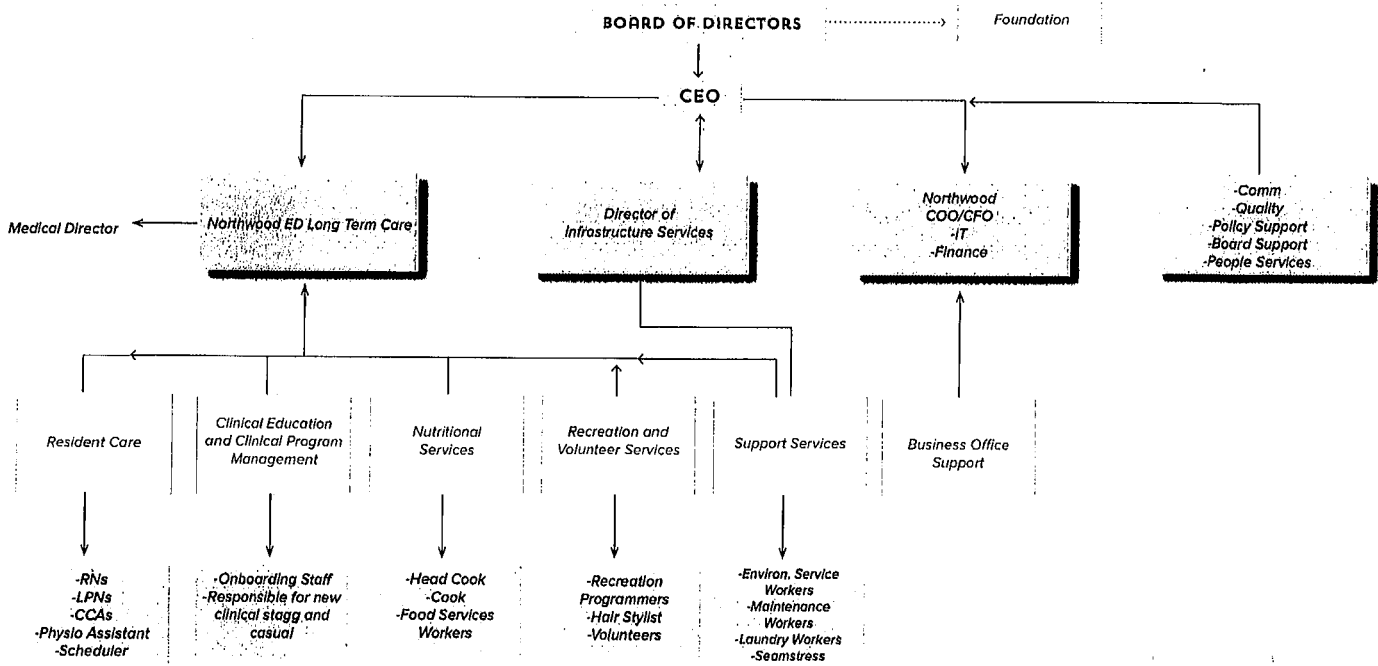 BOARD OF DIRECTORS
Foundation
CEO
Medical Director
Northwood ED Long Term Care
Director of
Infrastructure Services
Northwood
COO/CFO
-IT
-Finance
-Comm
-Quality
-Policy Support
-Board Support
-People Services
Resident Care
Clinical Education
and Clinical Program
Management
Nutritional
Services
Recreation and
Volunteer Services
Support Services
Business Office
Support
-RNs
-LPNs
-CCAs
-Physio Assistant
-Scheduler
-Onboarding Staff
-Responsible for new
clinical stagg and
casual
-Head Cook
-Cook
-Food Services
Workers
-Recreation
Programmers
-Hair Stylist
-Volunteers
-Environ. Service
Workers
-Maintenance
Workers
-Laundry Workers
-Seamstress